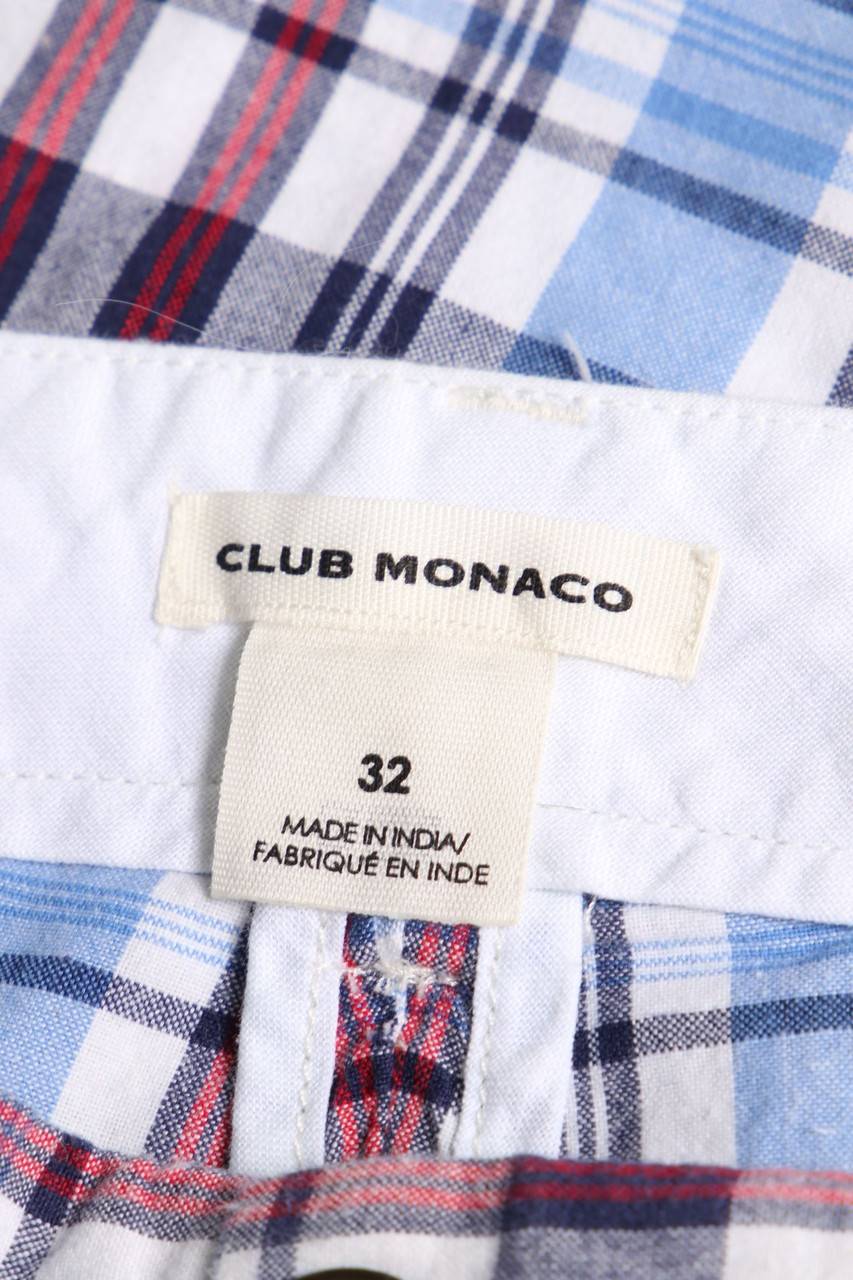 CLUB MONACO
32
MADE IN INDIA/
FABRIQUÉ EN INDE